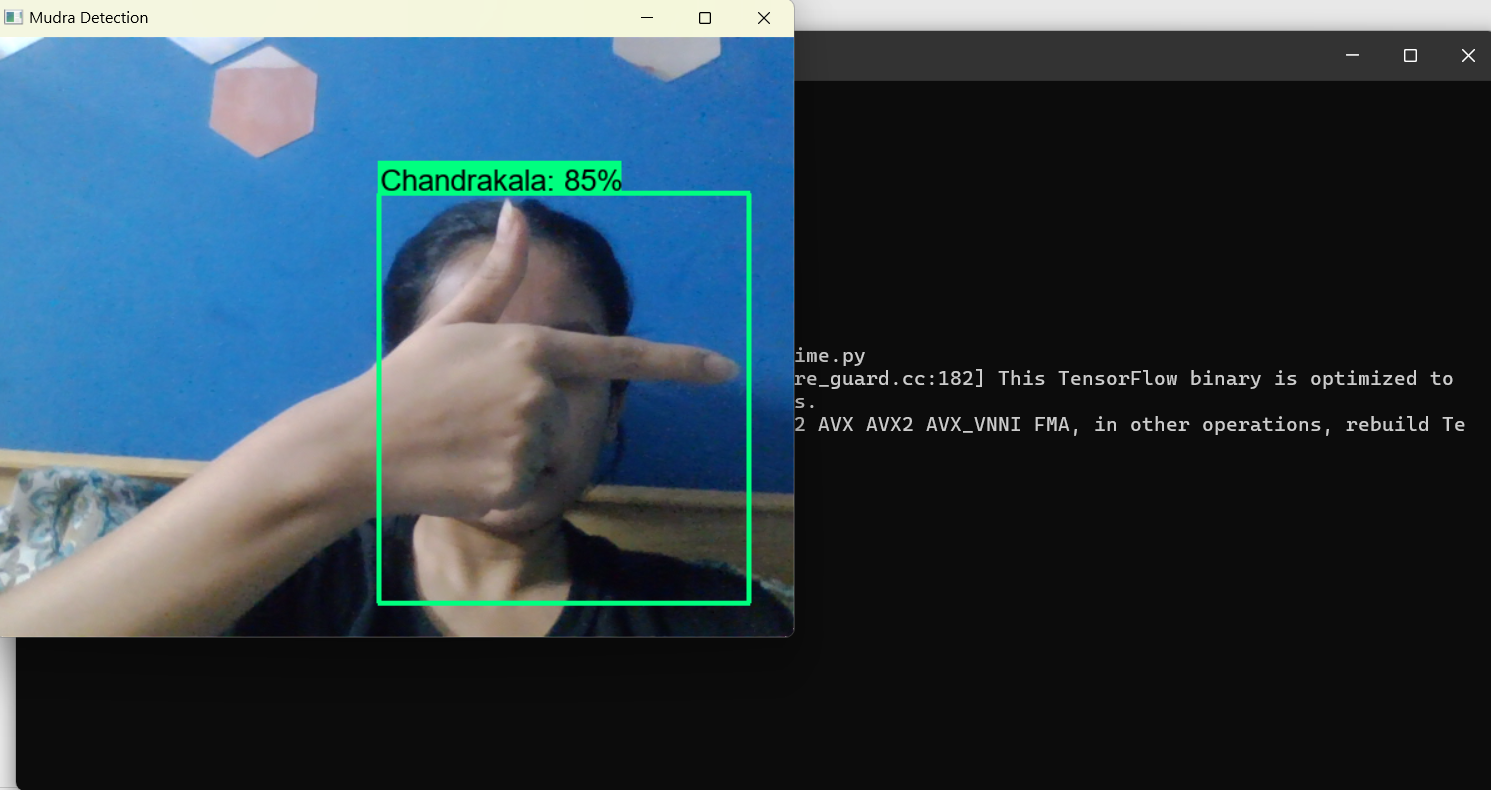 Mudra Detection
Chandrakala: 85%
ime.py
re_guard.cc:182] This TensorFlow binary is optimized to
s.
2 AVX AVX2 AVX_VNNI FMA, in other operations, rebuild Te